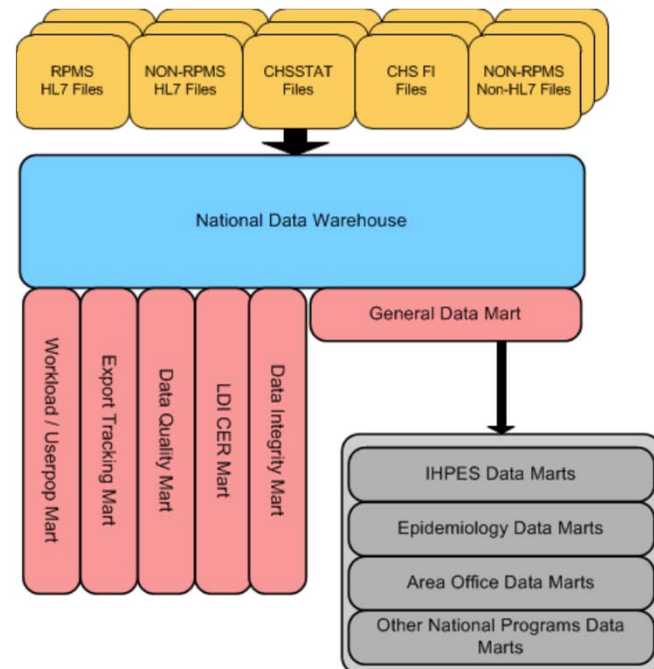 RPMS
HL7 Files
NON-RPMS
HL7 Files
CHSSTAT
Files
CHS FI
Files
NON-RPMS
Non-HL7 Files
National Data Warehouse
Workload / Userpop Mart
Export Tracking Mart
Data Quality Mart
LDI CER Mart
Data Integrity Mart
General Data Mart
IHPES Data Marts
Epidemiology Data Marts
Area Office Data Marts
Other National Programs Data
Marts